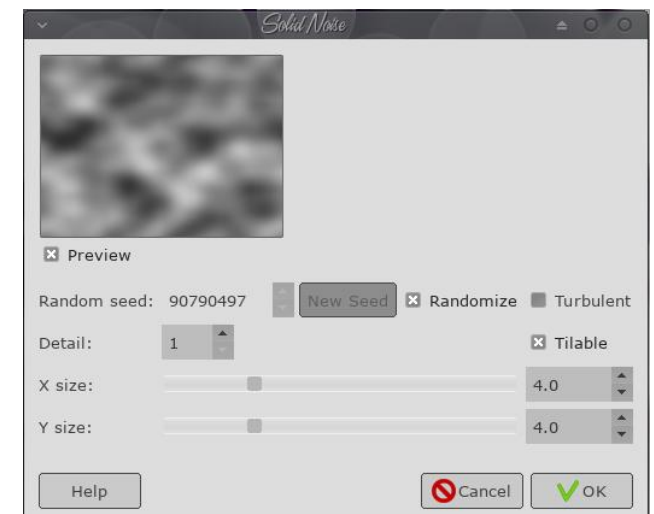 Solid Noise
Preview
Random seed: 90790497 New Seed Randomize Turbulent
Detail: 1 Tilable
X size: 4.0
Y size: 4.0
Help Cancel OK